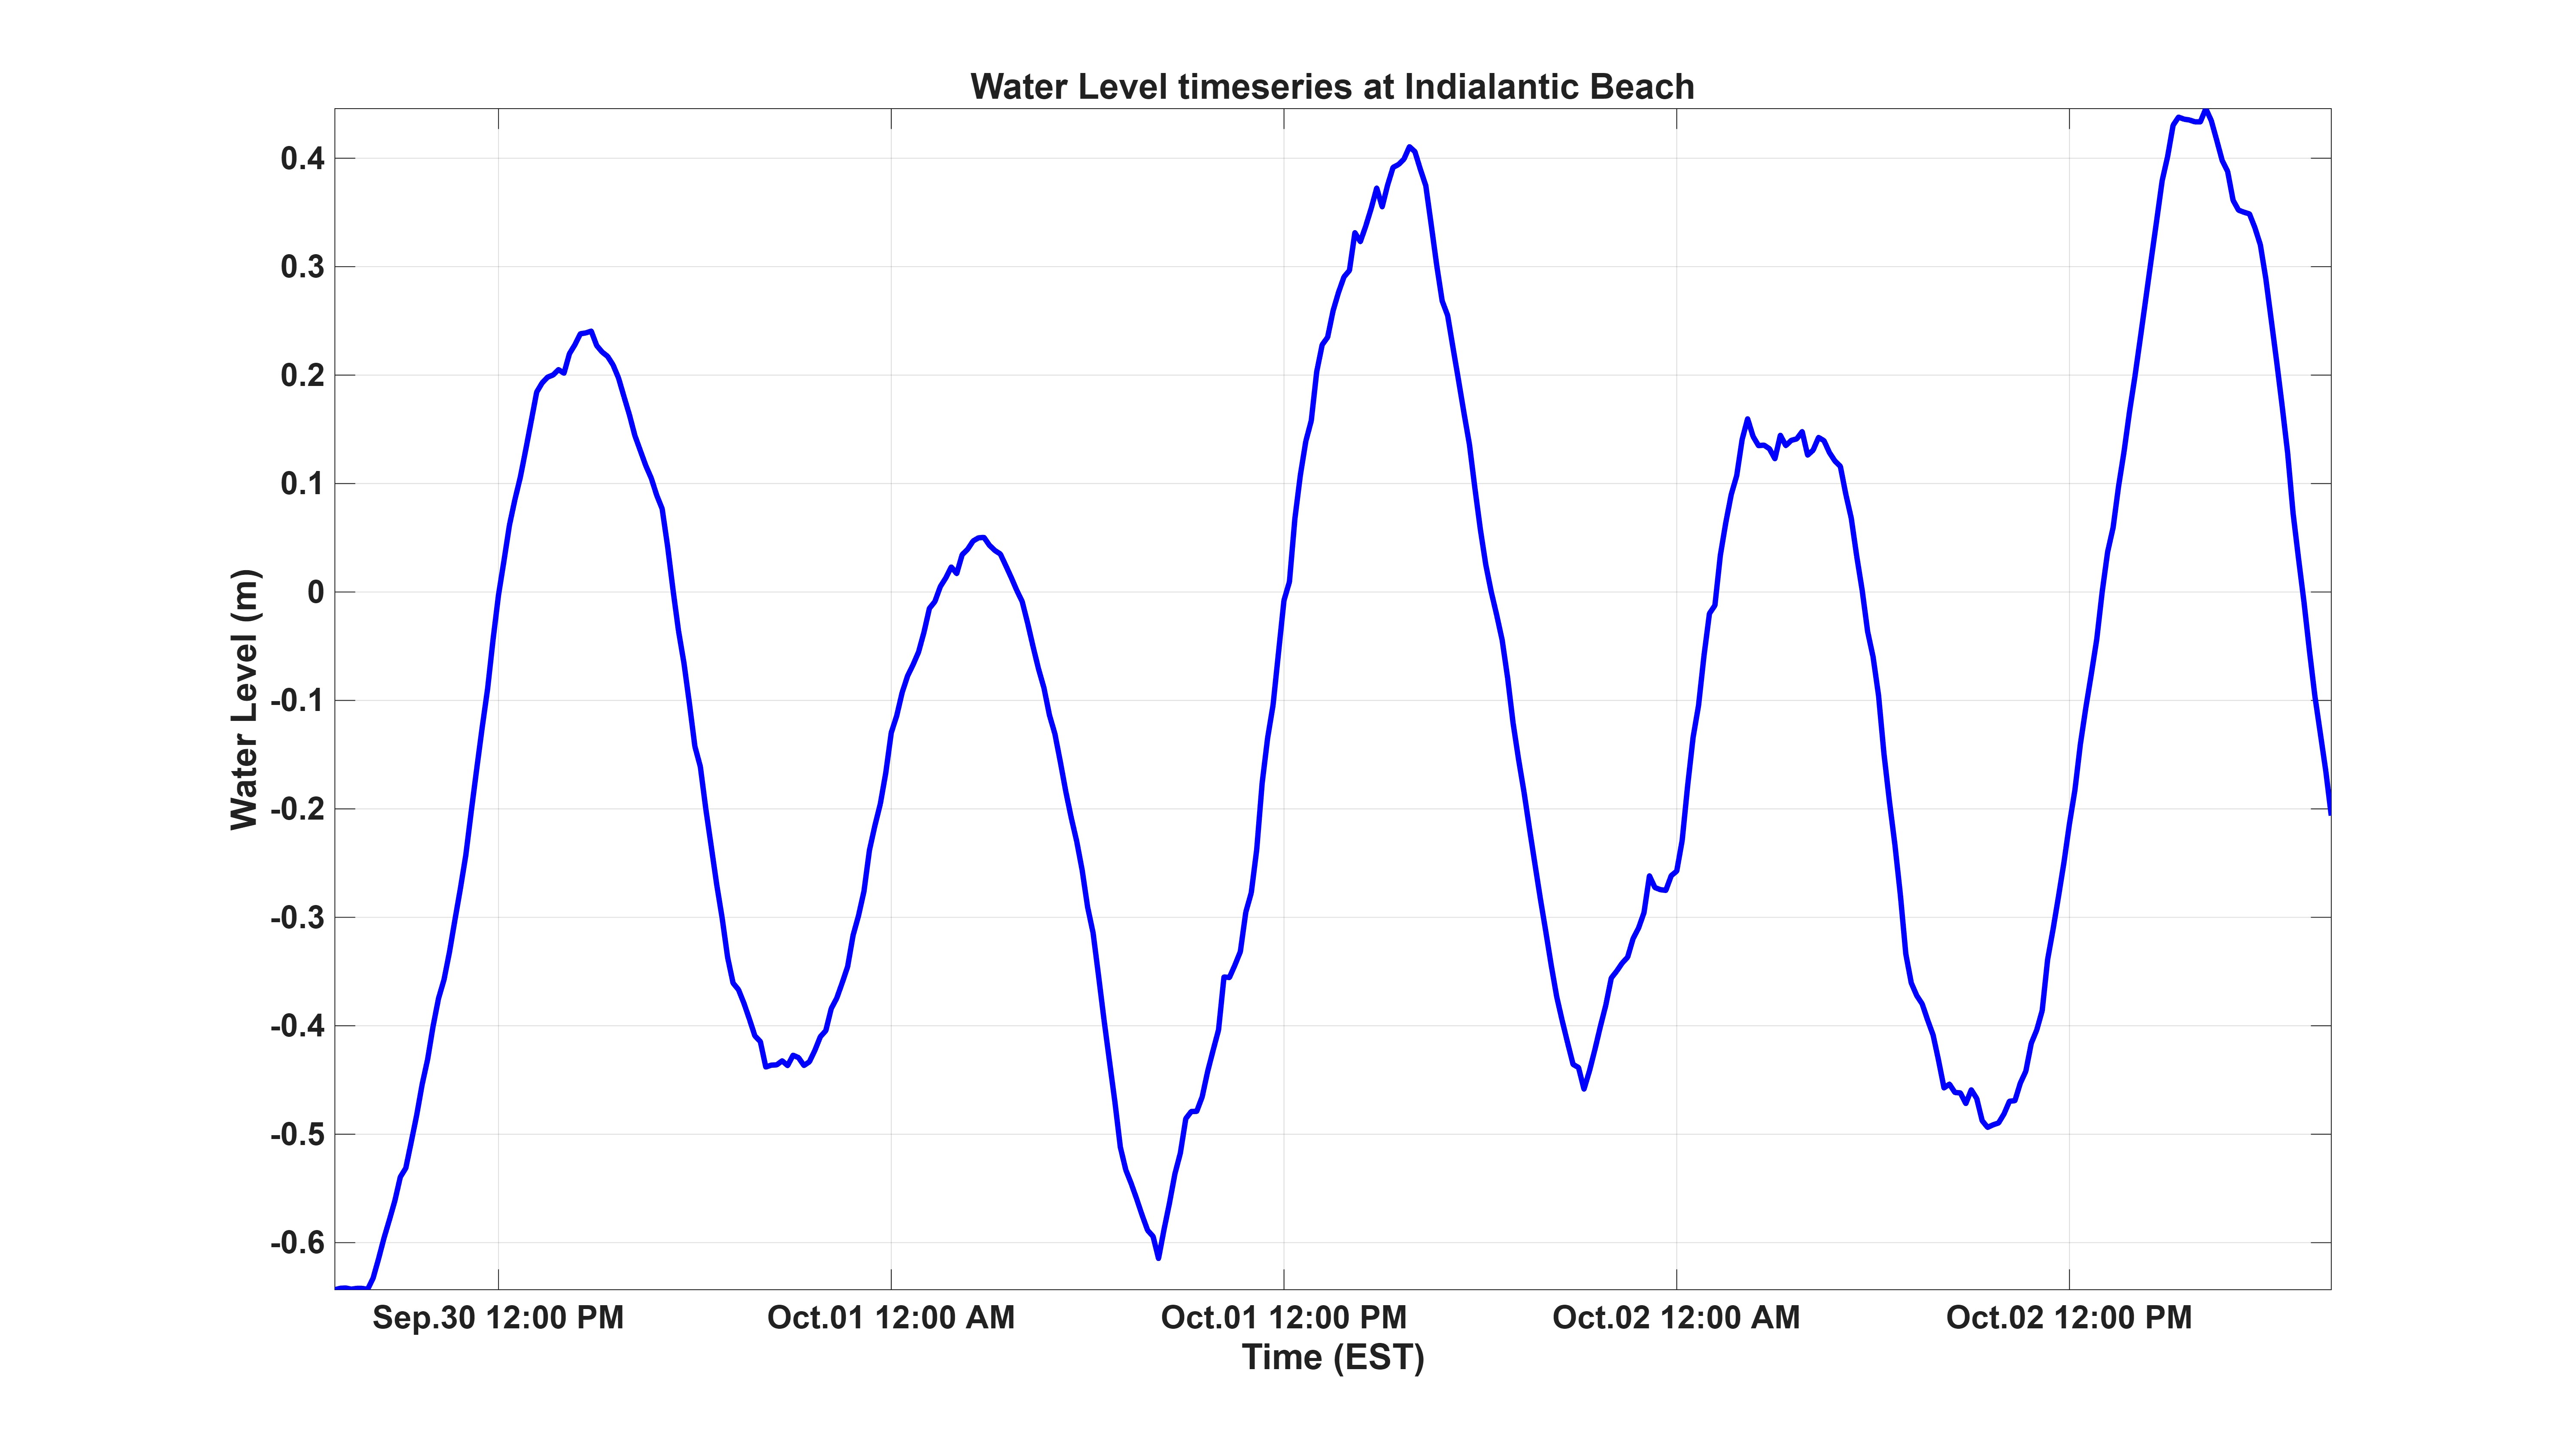 Water Level timeseries at Indialantic Beach
0.4
0.3
0.2
0.1
0
-0.1
-0.2
-0.3
-0.4
-0.5
-0.6
Water Level (m)
Sep.30 12:00 PM
Oct.01 12:00 AM
Oct.01 12:00 PM
Oct.02 12:00 AM
Oct.02 12:00 PM
Time (EST)